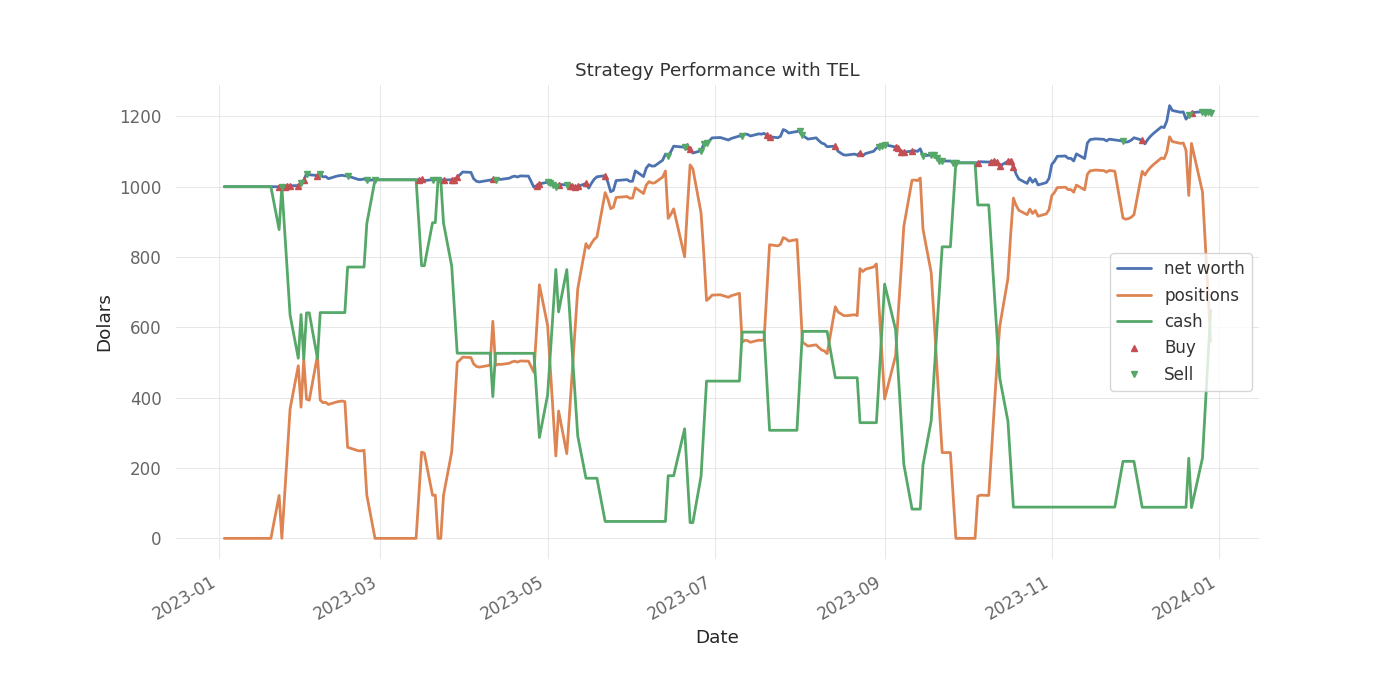 Strategy Performance with TEL
1200
1000
800
600
400
200
0
Dolars
net worth
positions
cash
Buy
Sell
2023-01
2023-03
2023-05
2023-07
2023-09
2023-11
2024-01
Date